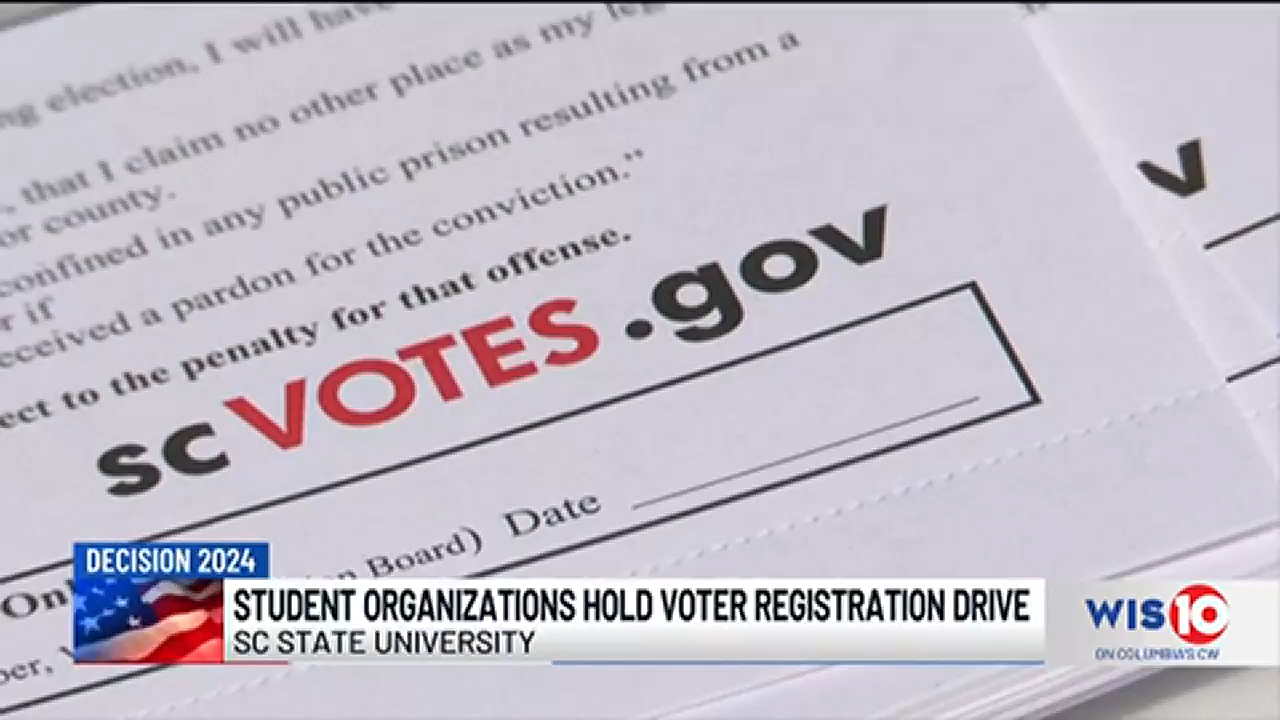 ng election, I will have
, that I claim no other place as my leg
or county.
confined in any public prison resulting from a
r if
eceived a pardon for the conviction."
ect to the penalty for that offense.
scVOTES.gov
v
on Board) Date
DECISION 2024
STUDENT ORGANIZATIONS HOLD VOTER REGISTRATION DRIVE
SC STATE UNIVERSITY
WIS10
ON COLUMBIA'S CW